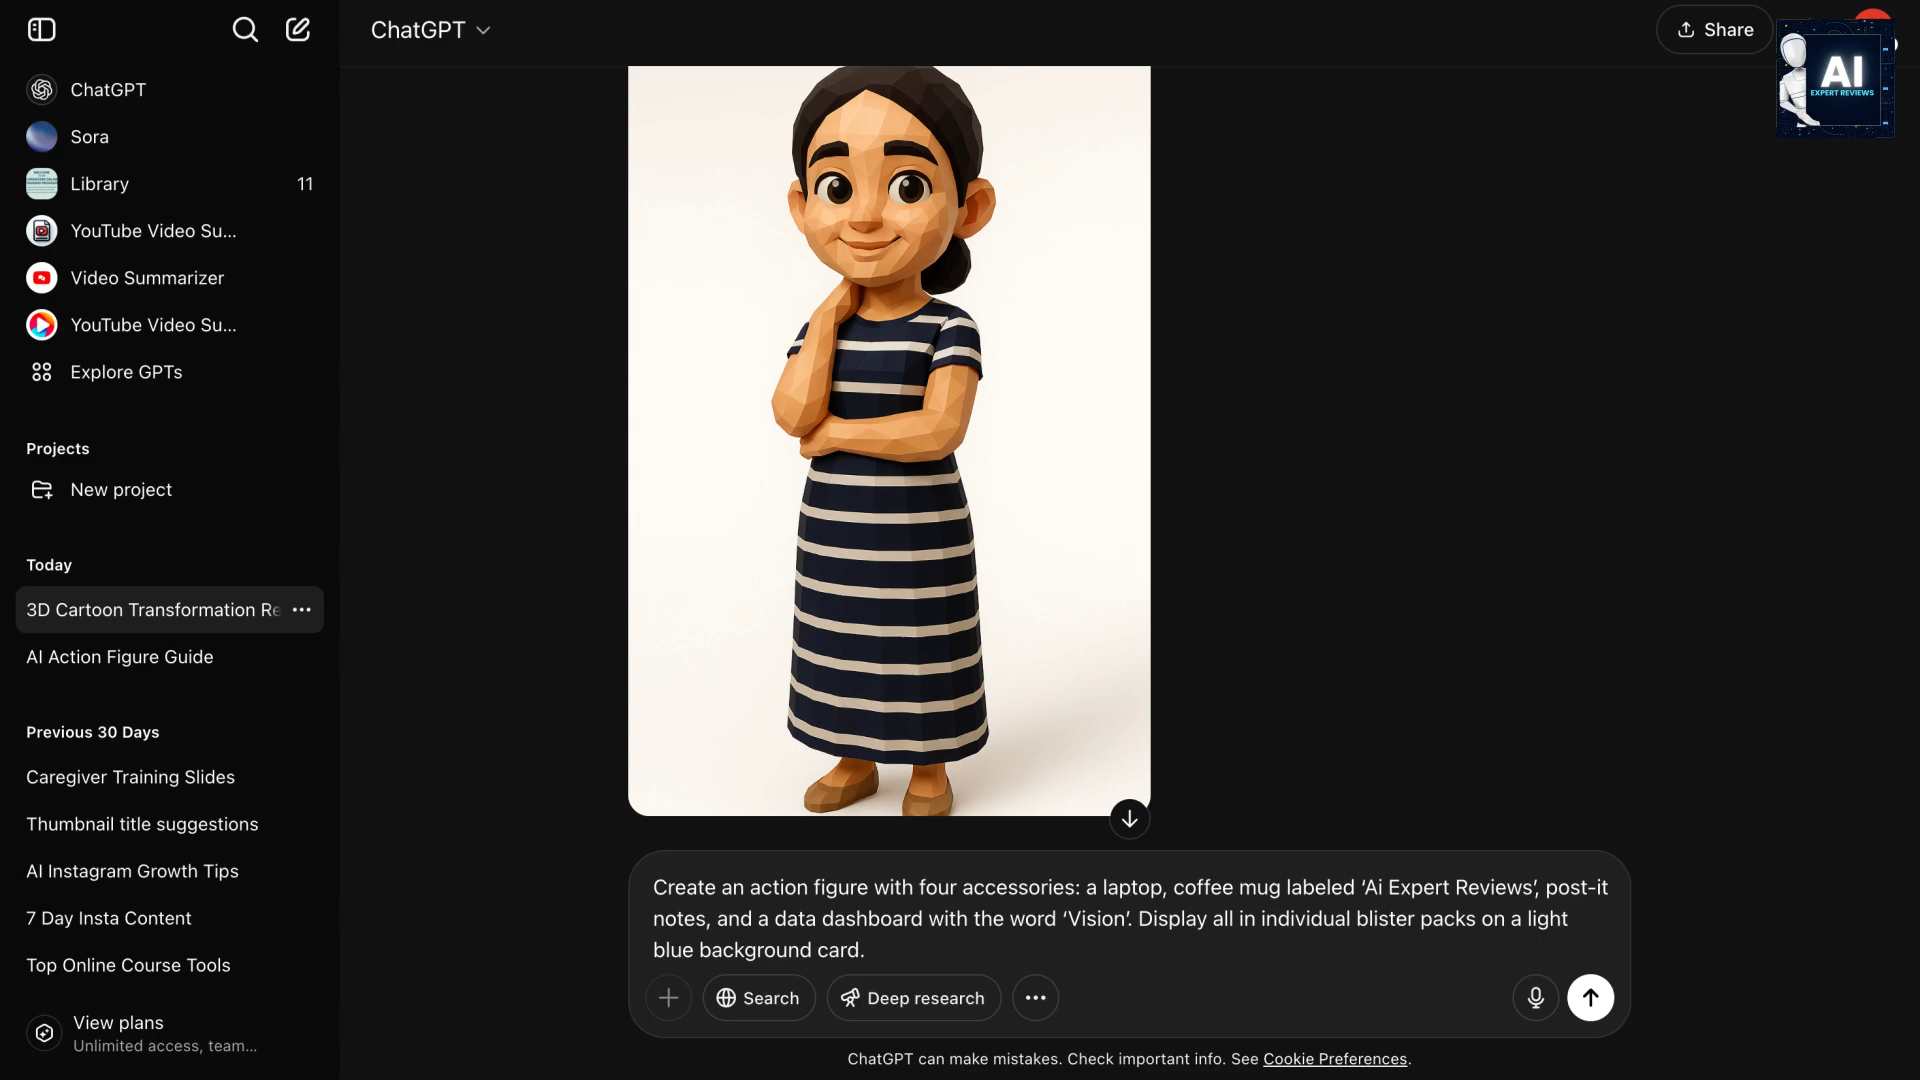 ChatGPT
Share
AI
EXPERT REVIEWS
ChatGPT
Sora
Library 11
YouTube Video Su...
Video Summarizer
YouTube Video Su...
Explore GPTs
Projects
New project
Today
3D Cartoon Transformation Re
AI Action Figure Guide
Previous 30 Days
Caregiver Training Slides
Thumbnail title suggestions
AI Instagram Growth Tips
7 Day Insta Content
Top Online Course Tools
View plans
Unlimited access, team...
Create an action figure with four accessories: a laptop, coffee mug labeled ‘Ai Expert Reviews’, post-it
notes, and a data dashboard with the word ‘Vision’. Display all in individual blister packs on a light
blue background card.
Search
Deep research
ChatGPT can make mistakes. Check important info. See Cookie Preferences.